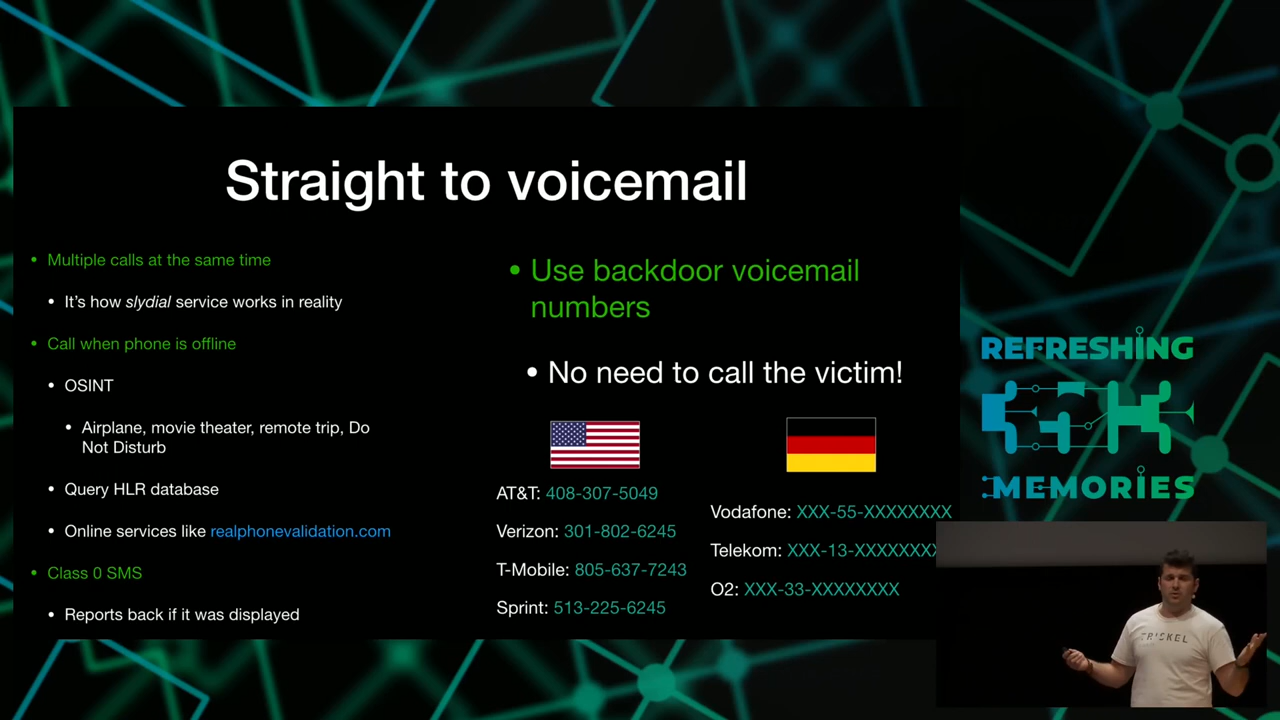 Straight to voicemail
• Multiple calls at the same time
• It's how slydial service works in reality
• Call when phone is offline
• OSINT
• Airplane, movie theater, remote trip, Do
Not Disturb
• Query HLR database
• Online services like realphonevalidation.com
• Class 0 SMS
• Reports back if it was displayed
• Use backdoor voicemail
numbers
• No need to call the victim!
AT&T: 408-307-5049
Verizon: 301-802-6245
T-Mobile: 805-637-7243
Sprint: 513-225-6245
Vodafone: XXX-55-XXXXXXXX
Telekom: XXX-13-XXXXXXXX
O2: XXX-33-XXXXXXXX
REFRESHING
MEMORIES
TRISKEL